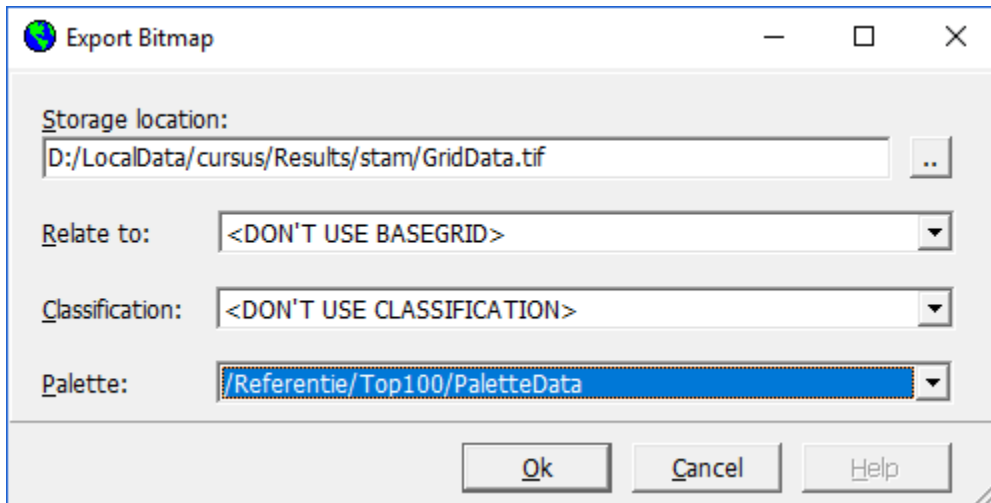 Export Bitmap
Storage location:
D:/LocalData/cursus/Results/stam/GridData.tif
..
Relate to: <DON'T USE BASEGRID>
Classification: <DON'T USE CLASSIFICATION>
Palette: /Referentie/Top100/PaletteData
Ok Cancel Help